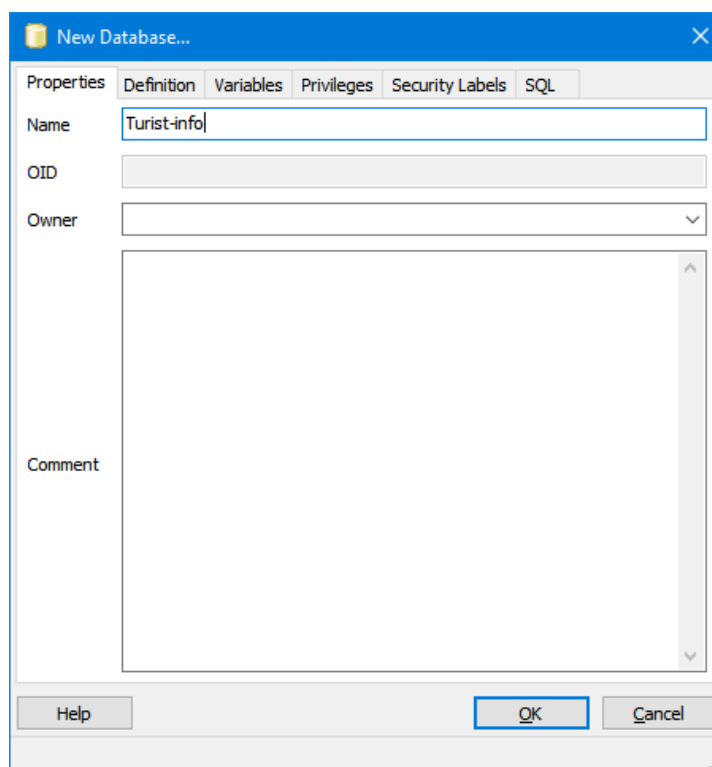 New Database...
Properties Definition Variables Privileges Security Labels SQL
Name Turist-info
OID
Owner
Comment
Help OK Cancel